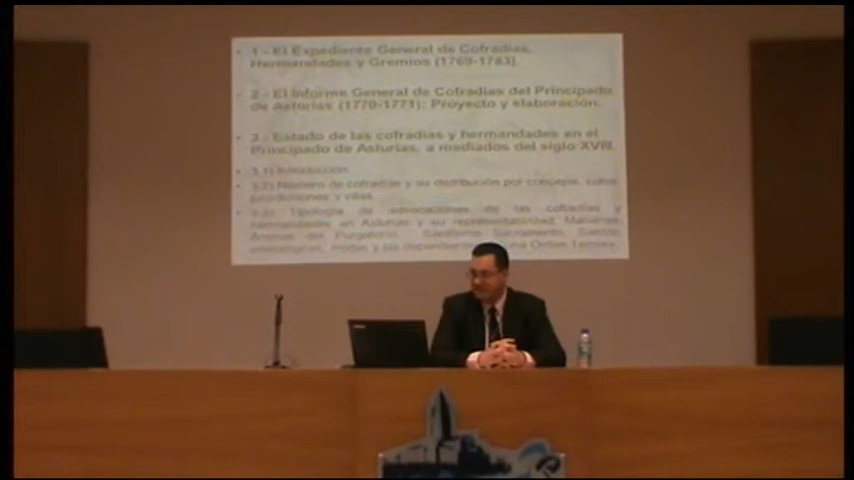 • 1 - El Expediente General de Cofradías,
Hermandades y Gremios (1769-1783).
• 2 - El Informe General de Cofradías del Principado
de Asturias (1770-1771): Proyecto y elaboración.
• 3 - Estado de las cofradías y hermandades en el
Principado de Asturias, a mediados del siglo XVIII.
• 3.1) Introducción.
• 3.2) Número de cofradías y su distribución por concejos, cotos,
jurisdicciones y villas.
• 3.3) Tipología de advocaciones de las cofradías y
hermandades en Asturias y su representatividad. Marianas,
Ánimas del Purgatorio, Santísimo Sacramento, Santos
y las dependientes una Orden Tercera.